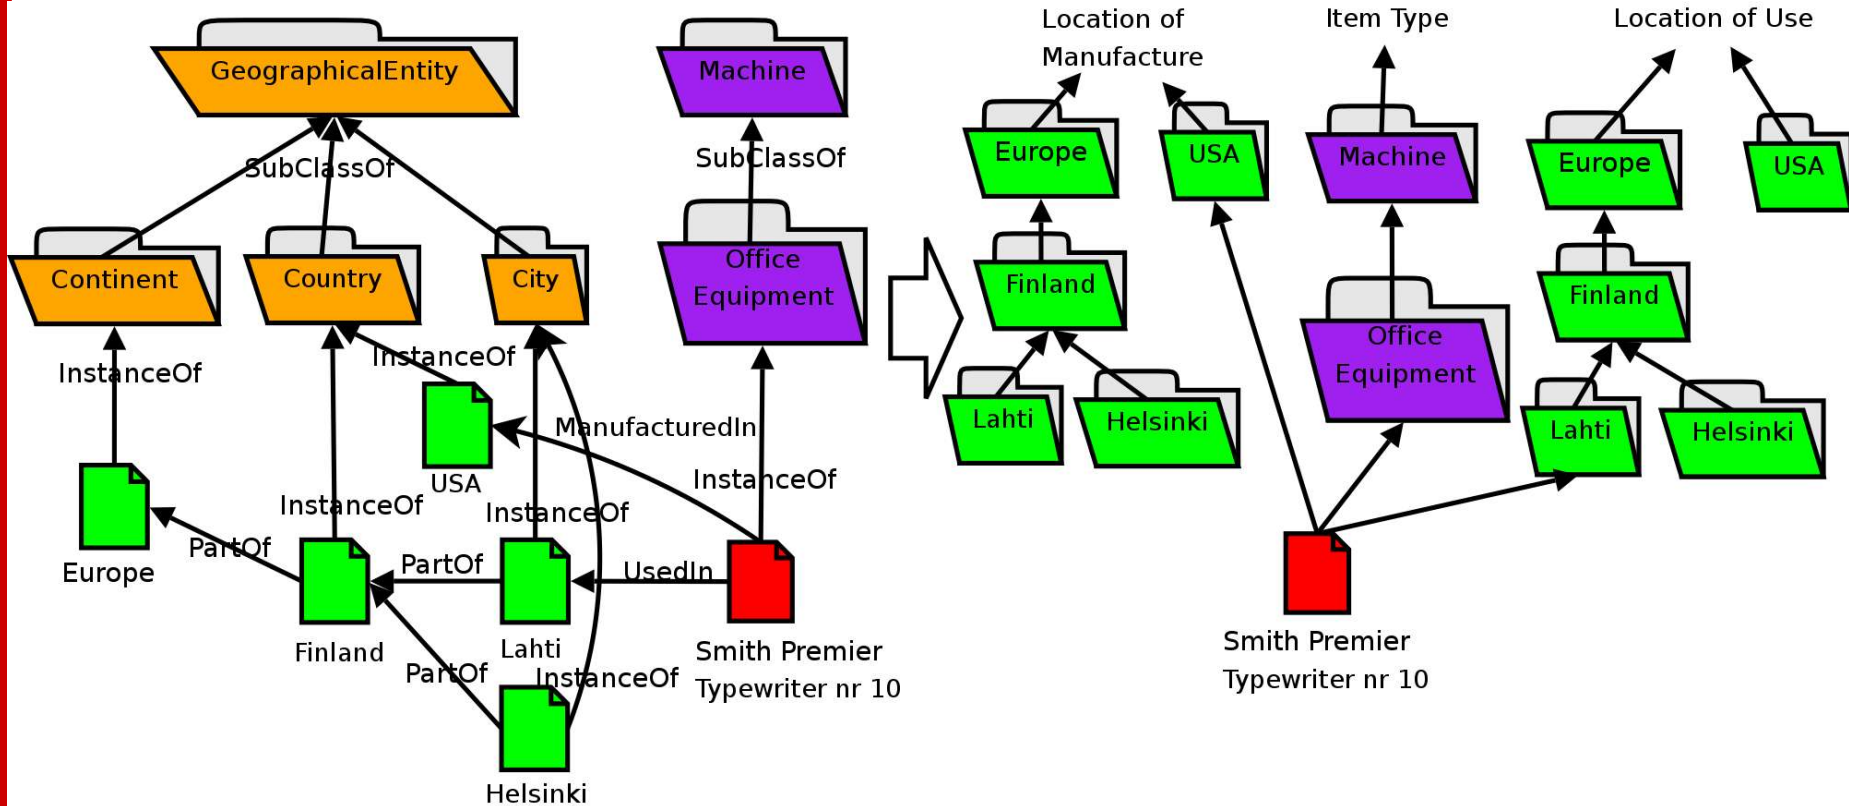 GeographicalEntity
Machine
SubClassOf
SubClassOf
Continent
Country
City
Office
Equipment
InstanceOf
InstanceOf
USA
ManufacturedIn
InstanceOf
InstanceOf
InstanceOf
Europe
PartOf
PartOf
UsedIn
Finland
Lahti
Smith Premier
Typewriter nr 10
PartOf
InstanceOf
Helsinki
Location of
Manufacture
Item Type
Location of Use
Europe
USA
Machine
Europe
USA
Finland
Office
Equipment
Finland
Lahti
Helsinki
Lahti
Helsinki
Smith Premier
Typewriter nr 10